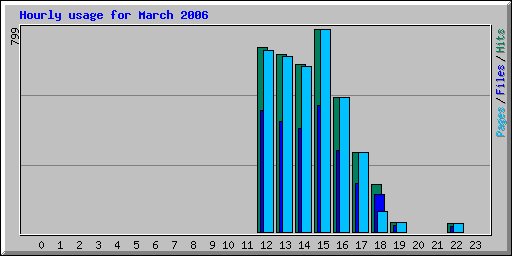 Hourly usage for March 2006
799
Pages/Files/Hits
0 1 2 3 4 5 6 7 8 9 10 11 12 13 14 15 16 17 18 19 20 21 22 23